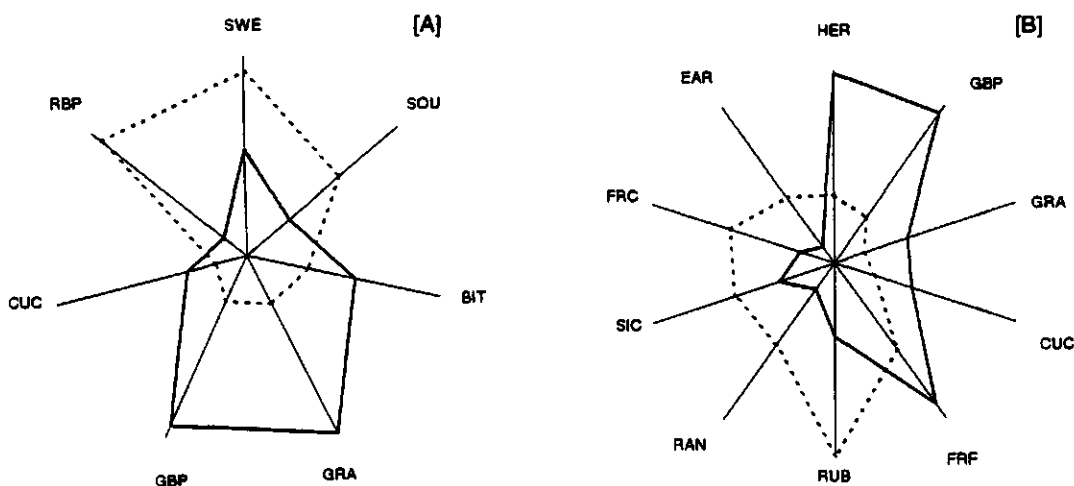 [A]
SWE
SOU
BIT
GRA
GBP
CUC
RBP
[B]
HER
GBP
GRA
CUC
FRF
RUB
RAN
SIC
FRC
EAR